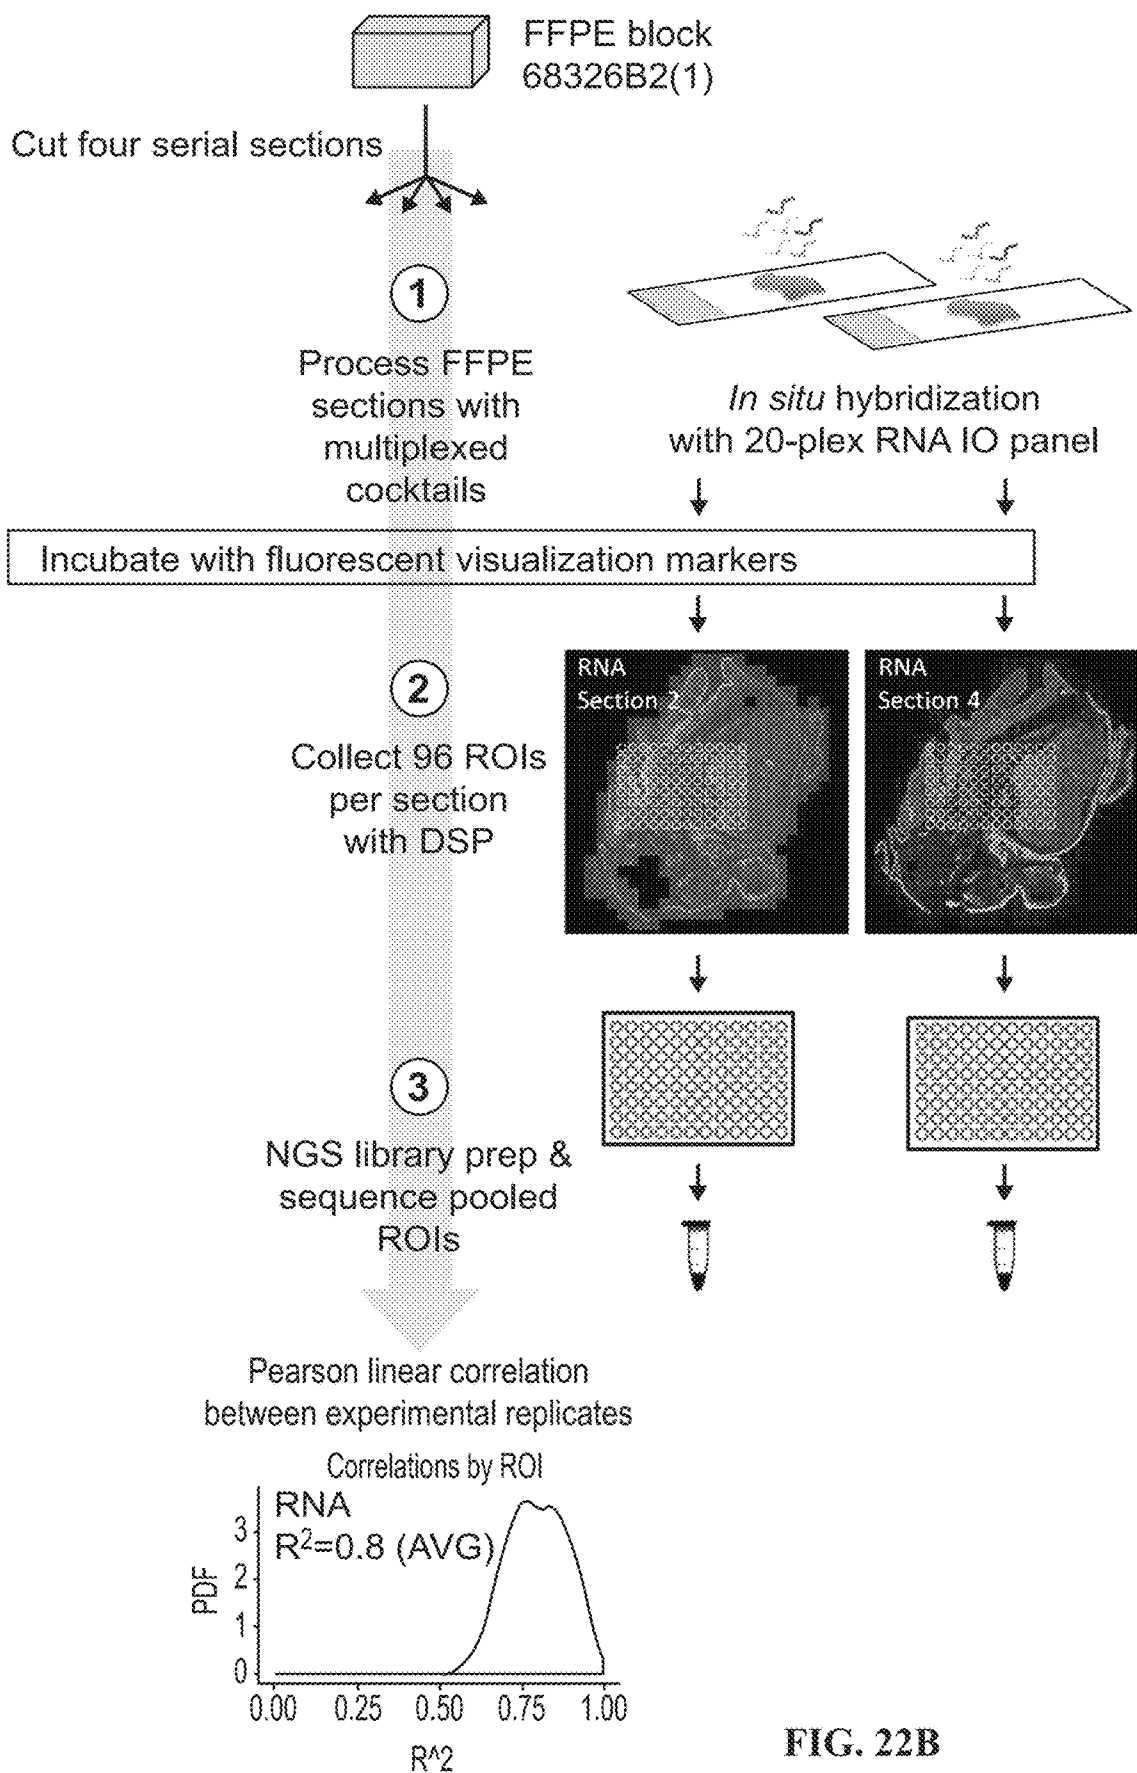 FFPE block
68326B2(1)
Cut four serial sections
1
Process FFPE
sections with
multiplexed
cocktails
In situ hybridization
with 20-plex RNA IO panel
Incubate with fluorescent visualization markers
2
Collect 96 ROIs
per section
with DSP
RNA
Section 2
RNA
Section 4
3
NGS library prep &
sequence pooled
ROIs
Pearson linear correlation
between experimental replicates
Correlations by ROI
RNA
R²=0.8 (AVG)
PDF
3
2
1
0
0.00 0.25 0.50 0.75 1.00
R^2
FIG. 22B